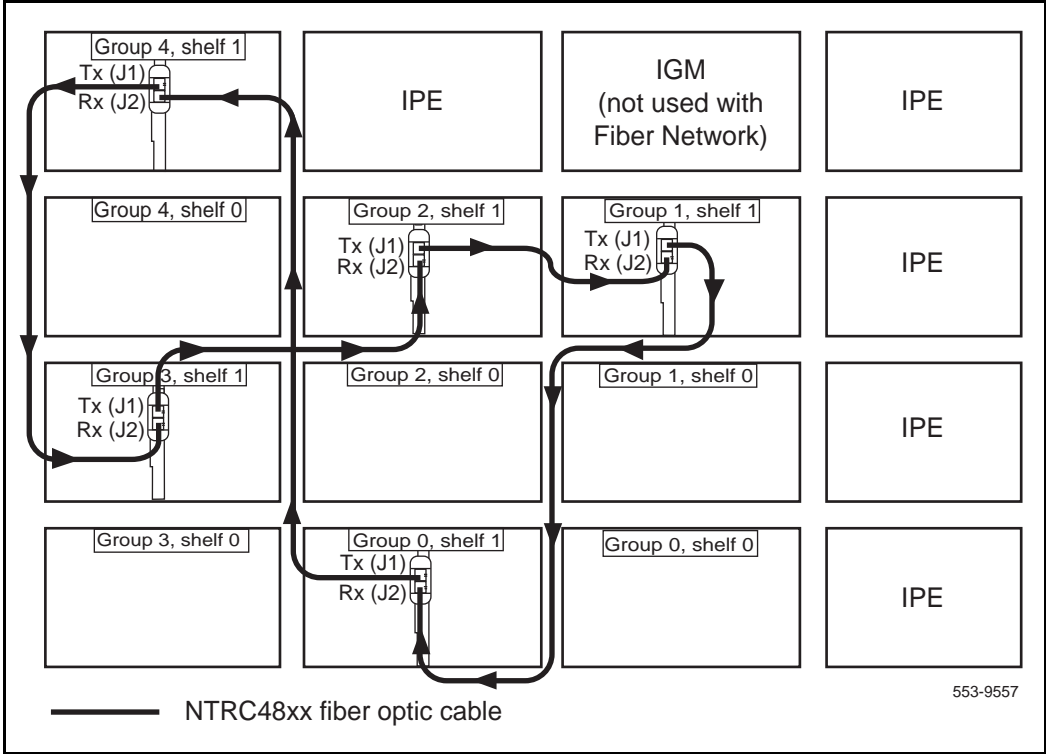 Group 4, shelf 1
Tx (J1)
Rx (J2)
IPE
IGM
(not used with
Fiber Network)
IPE
Group 4, shelf 0
Group 2, shelf 1
Tx (J1)
Rx (J2)
Group 1, shelf 1
Tx (J1)
Rx (J2)
IPE
Group 3, shelf 1
Tx (J1)
Rx (J2)
Group 2, shelf 0
Group 1, shelf 0
IPE
Group 3, shelf 0
Group 0, shelf 1
Tx (J1)
Rx (J2)
Group 0, shelf 0
IPE
553-9557
NTRC48xx fiber optic cable